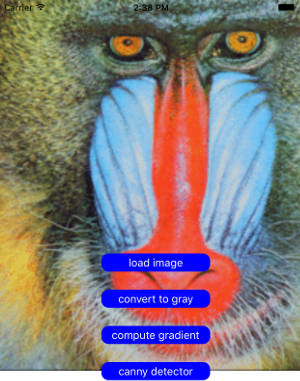 Carrier 2:38 PM
load image
convert to gray
compute gradient
canny detector